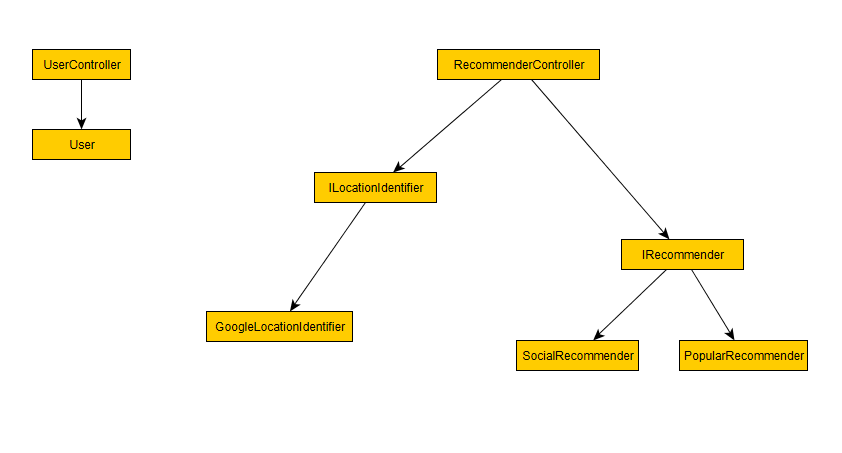 UserController
RecommenderController
User
ILocationIdentifier
IRecommender
GoogleLocationIdentifier
SocialRecommender
PopularRecommender